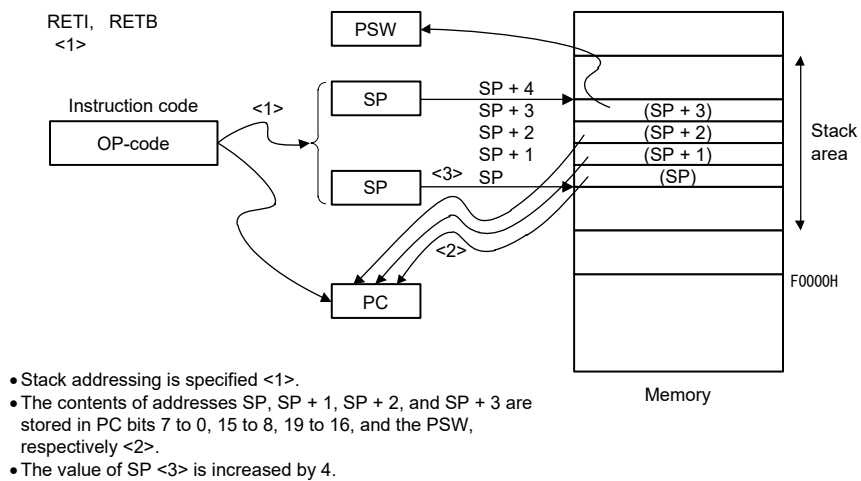 RETI, RETB
<1>
PSW
Instruction code
OP-code
<1>
SP
SP
SP + 4
SP + 3
SP + 2
SP + 1
<3> SP
<2>
PC
(SP + 3)
(SP + 2)
(SP + 1)
(SP)
Stack
area
F0000H
Memory
• Stack addressing is specified <1>.
• The contents of addresses SP, SP + 1, SP + 2, and SP + 3 are
stored in PC bits 7 to 0, 15 to 8, 19 to 16, and the PSW,
respectively <2>.
• The value of SP <3> is increased by 4.